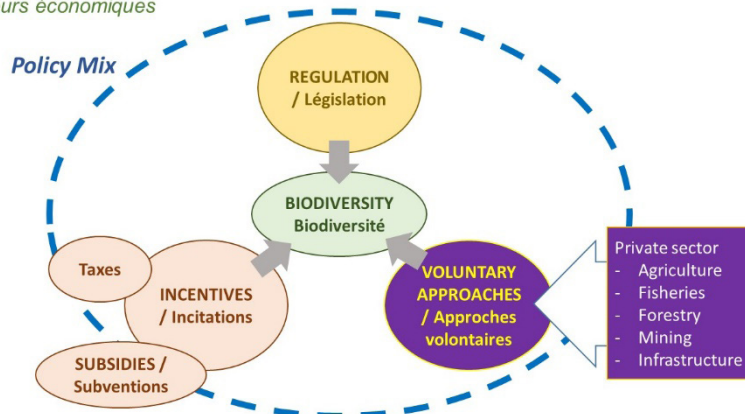 urs économiques
Policy Mix
REGULATION
/ Législation
BIODIVERSITY
Biodiversité
Taxes
INCENTIVES
/ Incitations
SUBSIDIES /
Subventions
VOLUNTARY
APPROACHES
/ Approches
volontaires
Private sector
- Agriculture
- Fisheries
- Forestry
- Mining
- Infrastructure